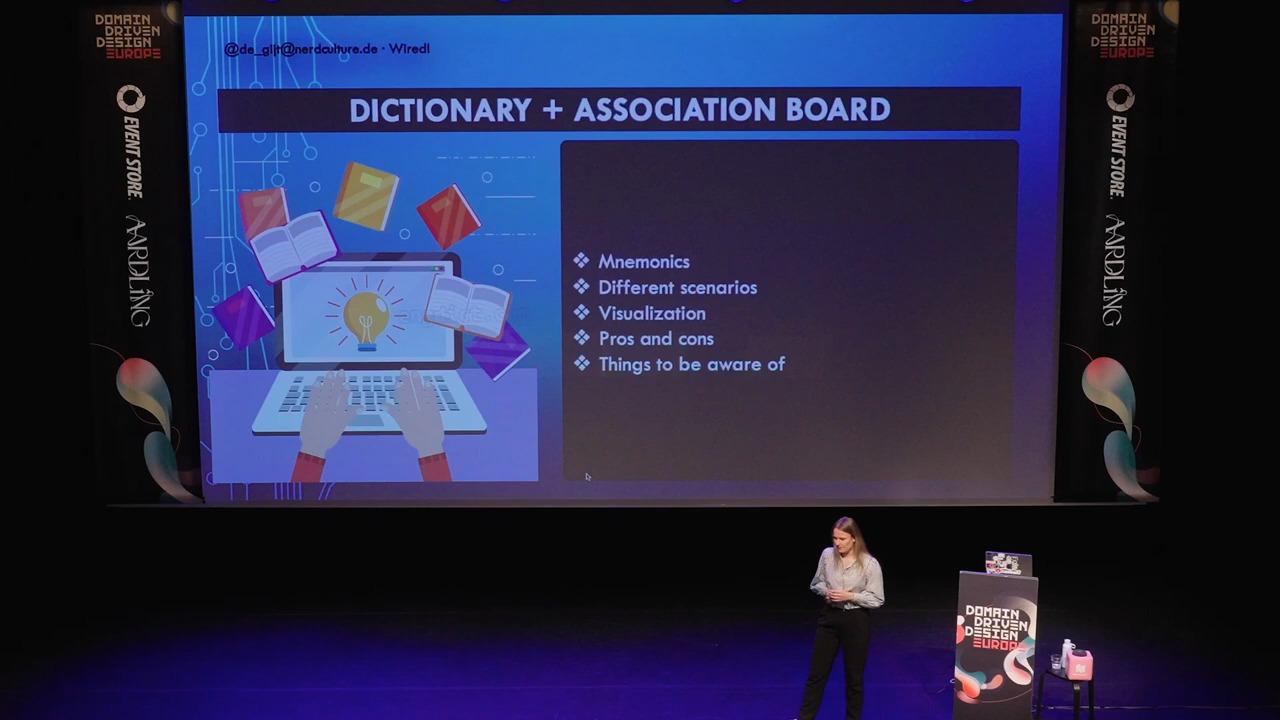 DOMAIN
DRIVEN
DESIGN
EUROPE
EVENT STORE.
AARDLING
@de_gijt@nerdculture.de · Wiredl
DICTIONARY + ASSOCIATION BOARD
❖ Mnemonics
❖ Different scenarios
❖ Visualization
❖ Pros and cons
❖ Things to be aware of
DOMAIN
DRIVEN
DESIGN
EUROPE
EVENT STORE.
AARDLING
DOMAIN
DRIVEN
DESIGN
EUROPE